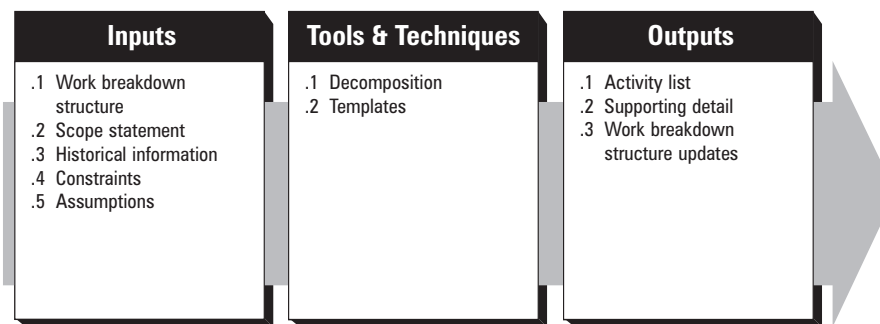 Inputs
.1 Work breakdown
structure
.2 Scope statement
.3 Historical information
.4 Constraints
.5 Assumptions
Tools & Techniques
.1 Decomposition
.2 Templates
Outputs
.1 Activity list
.2 Supporting detail
.3 Work breakdown
structure updates